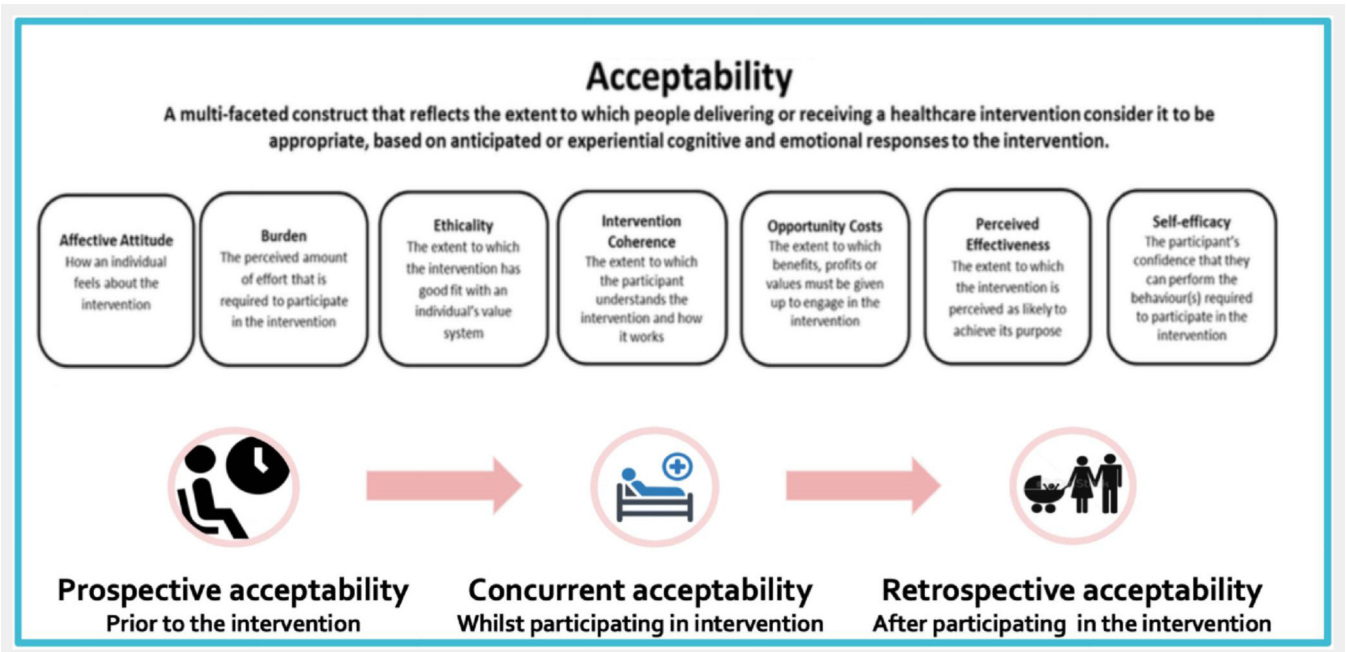 Acceptability
A multi-faceted construct that reflects the extent to which people delivering or receiving a healthcare intervention consider it to be
appropriate, based on anticipated or experiential cognitive and emotional responses to the intervention.
Affective Attitude
How an individual
feels about the
intervention
Burden
The perceived amount
of effort that is
required to participate
in the intervention
Ethicality
The extent to which
the intervention has
good fit with an
individual's value
system
Intervention
Coherence
The extent to which
the participant
understands the
intervention and how
it works
Opportunity Costs
The extent to which
benefits, profits or
values must be given
up to engage in the
intervention
Perceived
Effectiveness
The extent to which
the intervention is
perceived as likely to
achieve its purpose
Self-efficacy
The participant's
confidence that they
can perform the
behaviour(s) required
to participate in the
intervention
Prospective acceptability
Prior to the intervention
Concurrent acceptability
Whilst participating in intervention
Retrospective acceptability
After participating in the intervention